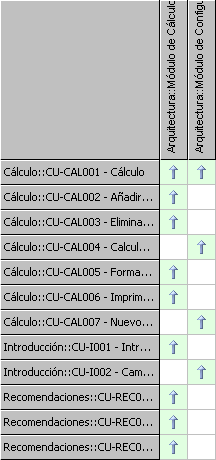 Arquitectura::Módulo de Cálculo
Arquitectura::Módulo de Configu
Cálculo::CU-CAL001 - Cálculo
Cálculo::CU-CAL002 - Añadir...
Cálculo::CU-CAL003 - Elimina...
Cálculo::CU-CAL004 - Calcul...
Cálculo::CU-CAL005 - Forma...
Cálculo::CU-CAL006 - Imprim...
Cálculo::CU-CAL007 - Nuevo...
Introducción::CU-I001 - Intr...
Introducción::CU-I002 - Cam...
Recomendaciones::CU-REC0...
Recomendaciones::CU-REC0...
Recomendaciones::CU-REC0...